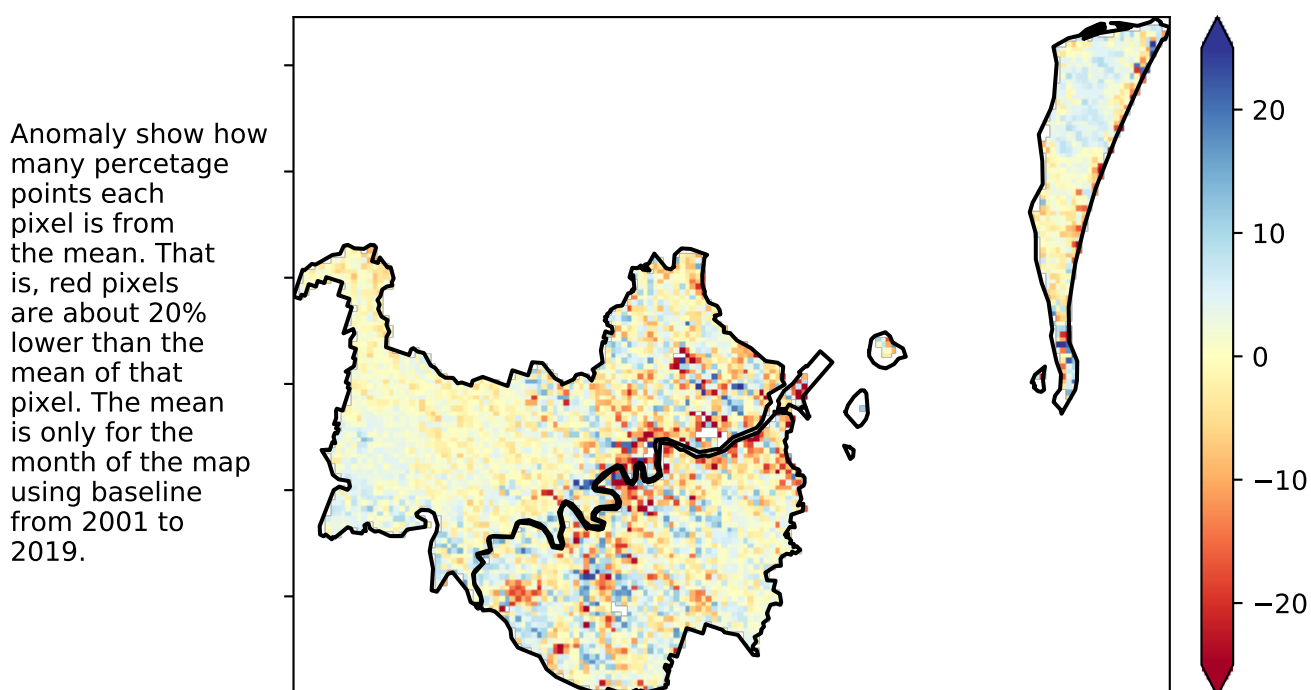 Anomaly show how
many percetage
points each
pixel is from
the mean. That
is, red pixels
are about 20%
lower than the
mean of that
pixel. The mean
is only for the
month of the map
using baseline
from 2001 to
2019.
20
10
0
−10
−20